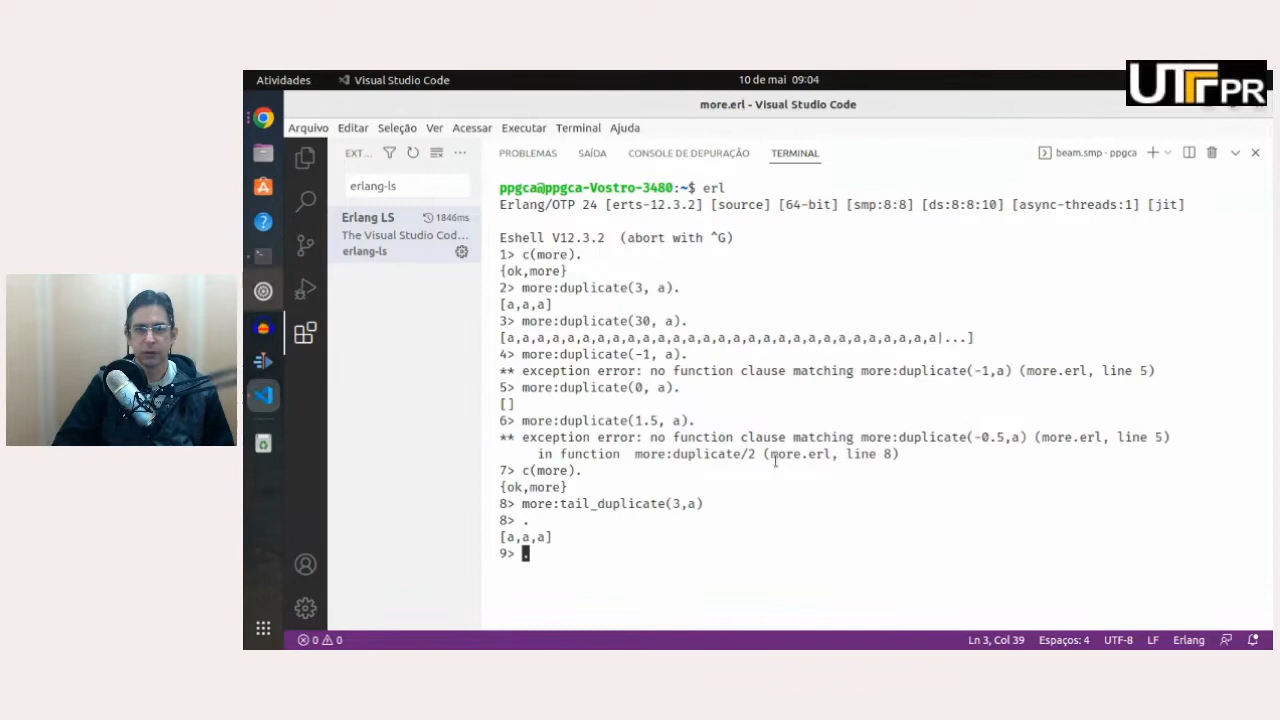 UTFPR
Atividades
Visual Studio Code
10 de mai 09:04
more.erl - Visual Studio Code
Arquivo Editar Seleção Ver Acessar Executar Terminal Ajuda
EXT...
PROBLEMAS SAÍDA CONSOLE DE DEPURAÇÃO TERMINAL
beam.smp - ppgca
erlang-ls
Erlang LS 1846ms
The Visual Studio Cod...
erlang-ls
ppgca@ppgca-Vostro-3480:~$ erl
Erlang/OTP 24 [erts-12.3.2] [source] [64-bit] [smp:8:8] [ds:8:8:10] [async-threads:1] [jit]
Eshell V12.3.2 (abort with ^G)
1> c(more).
{ok,more}
2> more:duplicate(3, a).
[a,a,a]
3> more:duplicate(30, a).
[a,a,a,a,a,a,a,a,a,a,a,a,a,a,a,a,a,a,a,a,a,a,a,a,a,a,a,a,a|...]
4> more:duplicate(-1, a).
** exception error: no function clause matching more:duplicate(-1,a) (more.erl, line 5)
5> more:duplicate(0, a).
[]
6> more:duplicate(1.5, a).
** exception error: no function clause matching more:duplicate(-0.5,a) (more.erl, line 5)
in function more:duplicate/2 (more.erl, line 8)
7> c(more).
{ok,more}
8> more:tail_duplicate(3,a)
8> .
[a,a,a]
9> .
0 0
Ln 3, Col 39 Espaços: 4 UTF-8 LF Erlang